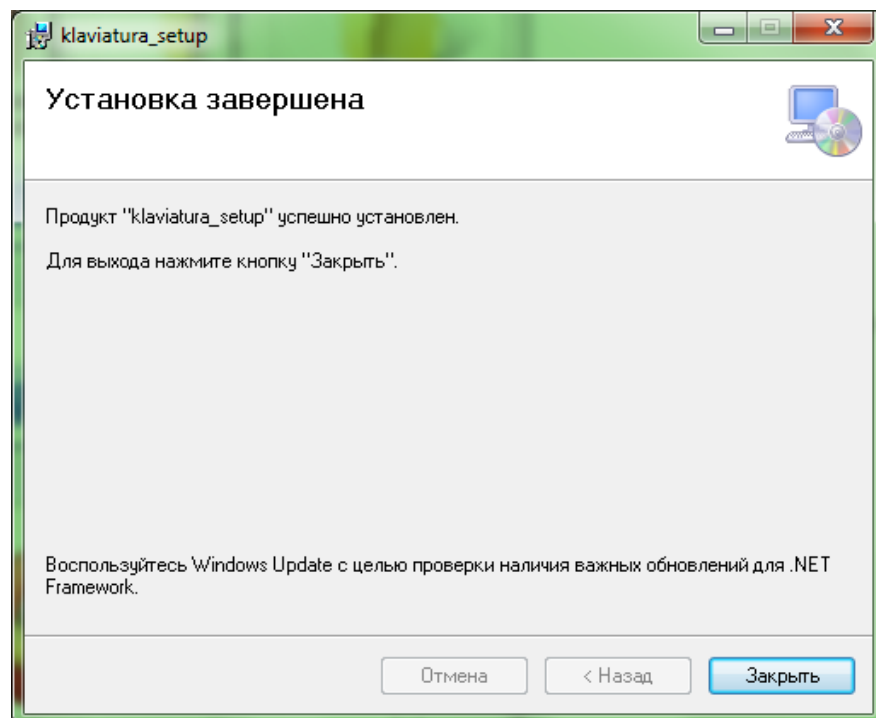 klaviatura_setup
Установка завершена
Продукт "klaviatura_setup" успешно установлен.
Для выхода нажмите кнопку "Закрыть".
Воспользуйтесь Windows Update с целью проверки наличия важных обновлений для .NET
Framework.
Отмена
< Назад
Закрыть